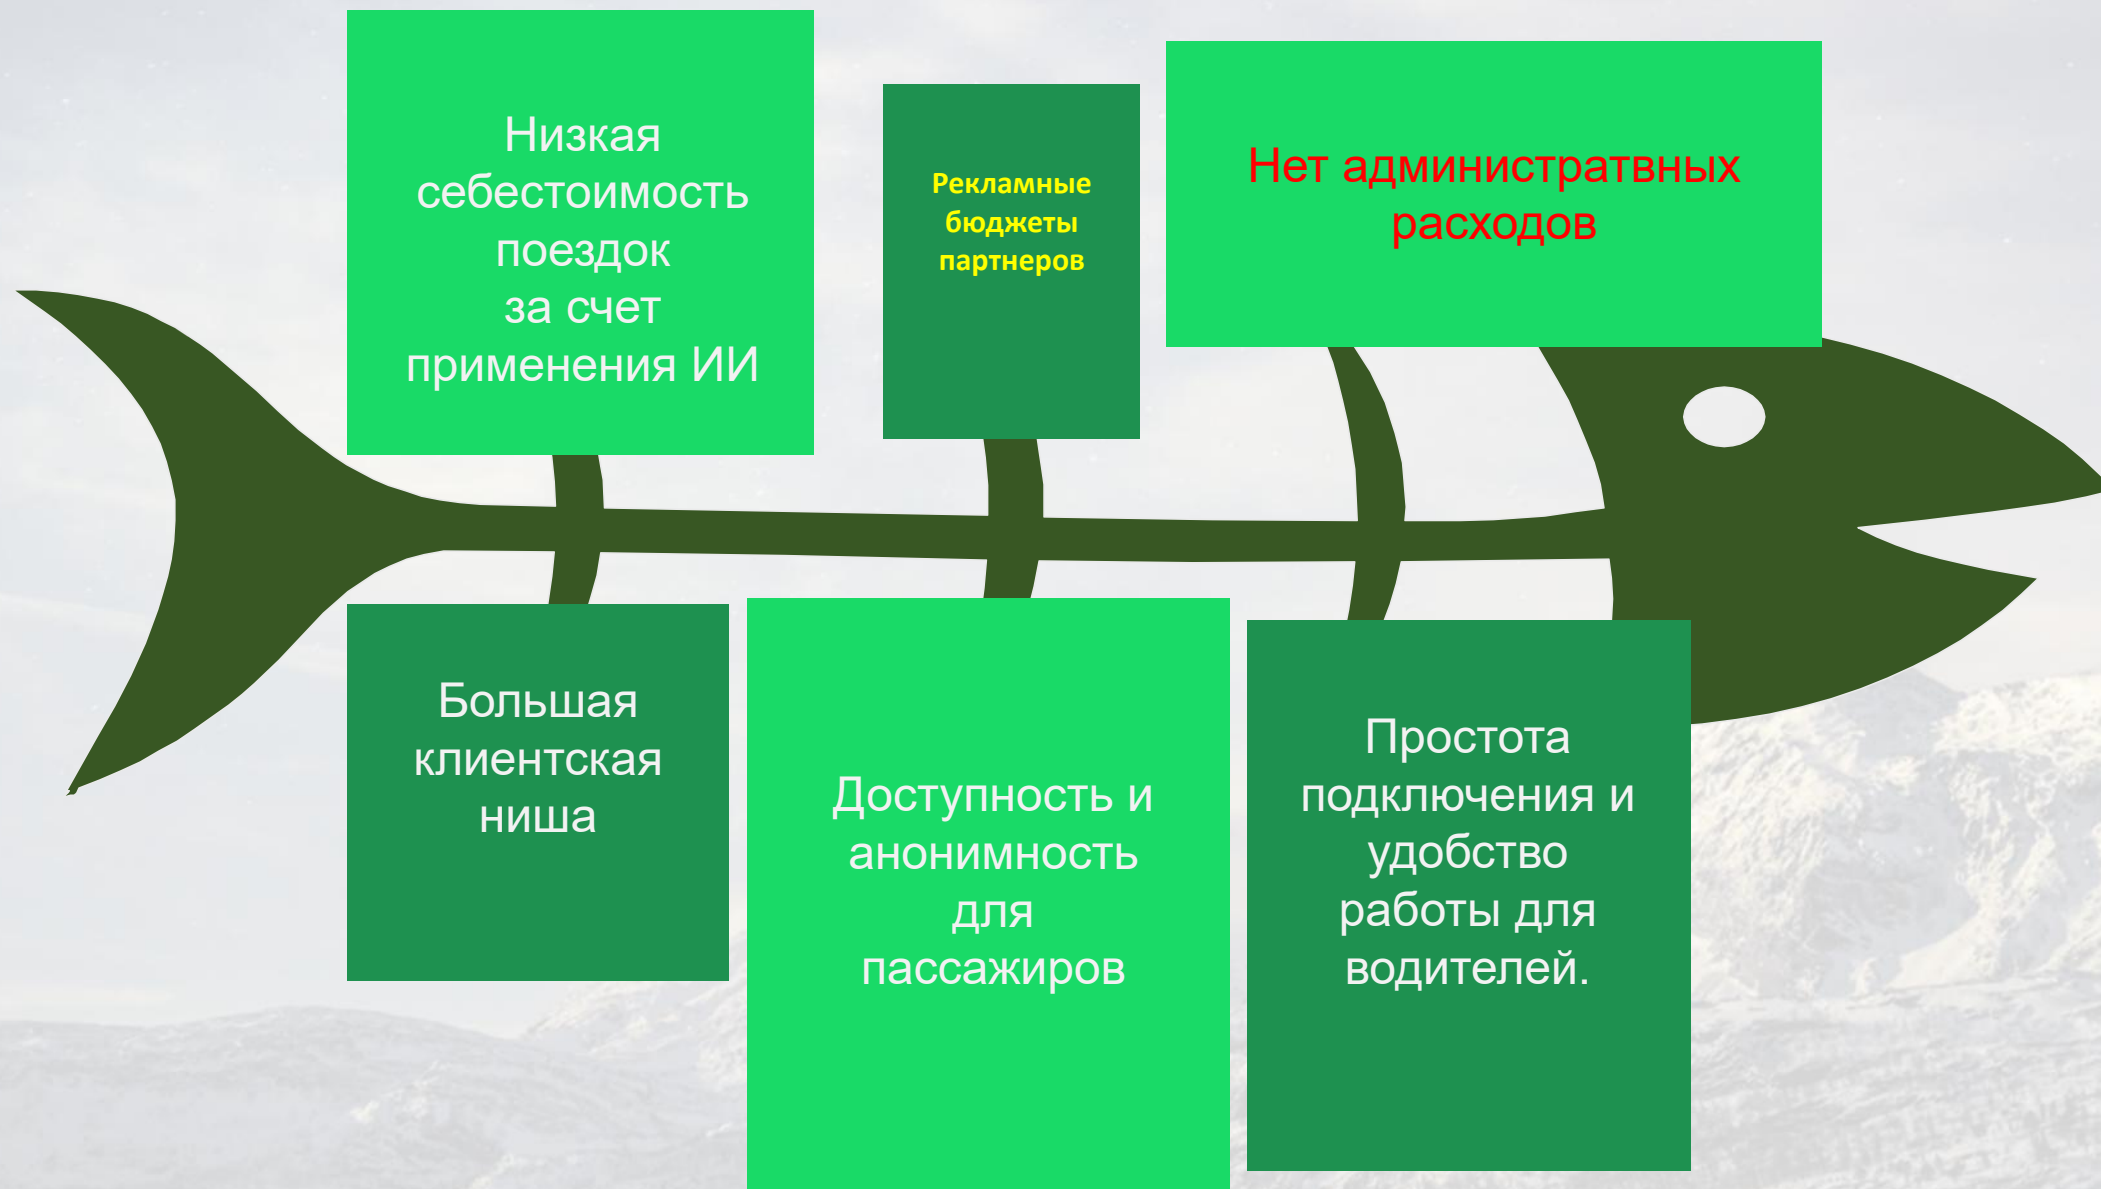 Низкая
себестоимость
поездок
за счет
применения ИИ
Рекламные
бюджеты
партнеров
Нет администратвных
расходов
Большая
клиентская
ниша
Доступность и
анонимность
для
пассажиров
Простота
подключения и
удобство
работы для
водителей.